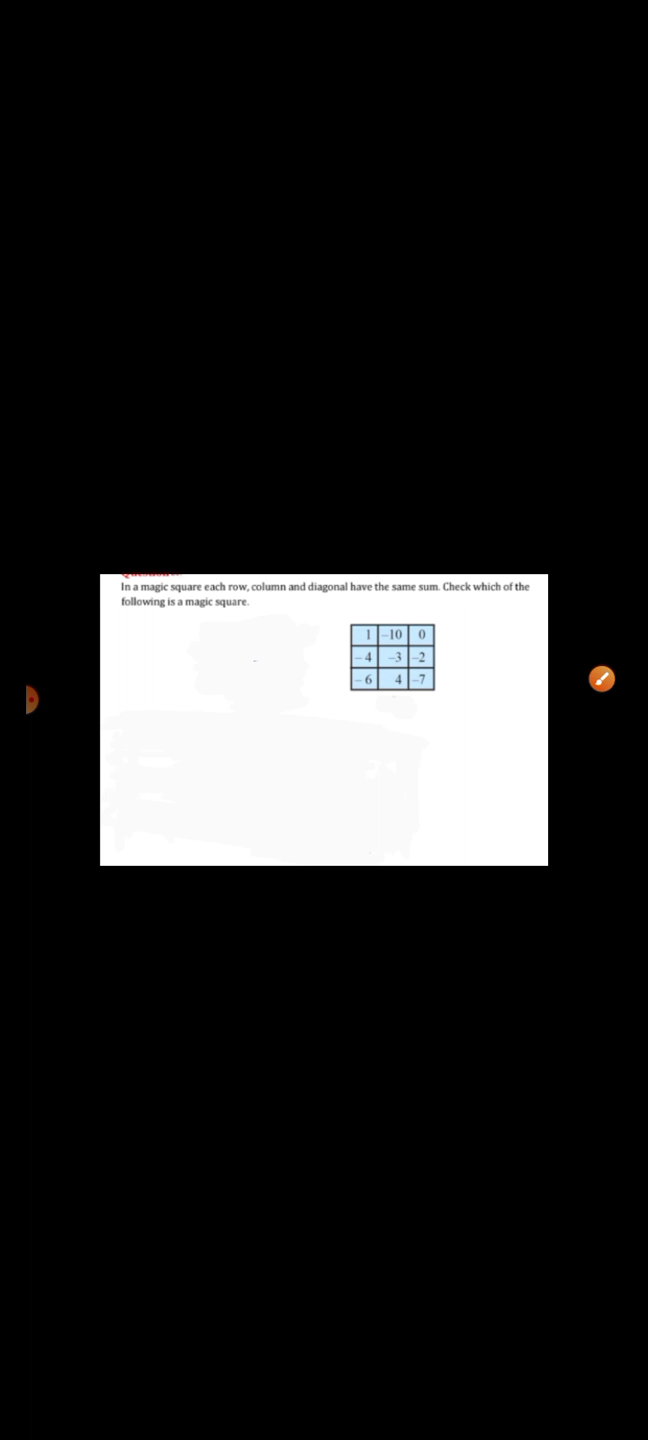 In a magic square each row, column and diagonal have the same sum. Check which of the
following is a magic square.
1 –10 0
–4 –3 –2
–6 4 –7